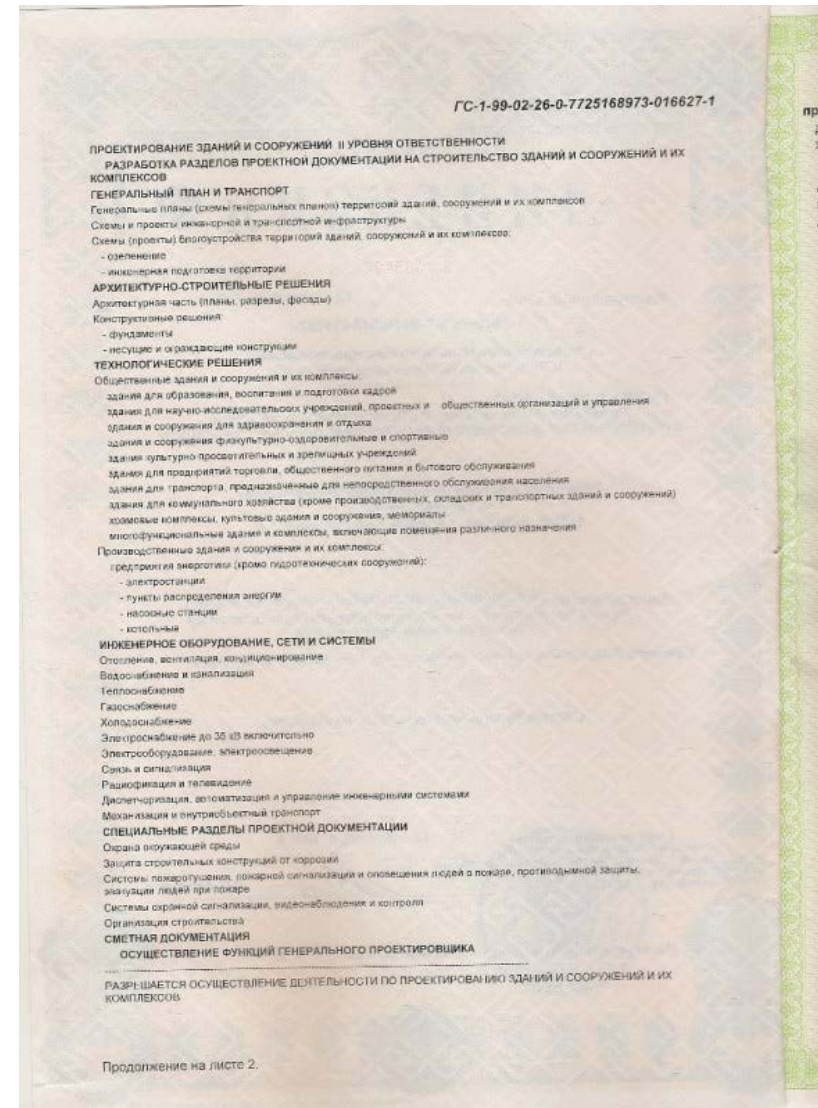 ГС-1-99-02-26-0-7725168973-016627-1
пр
ПРОЕКТИРОВАНИЕ ЗДАНИЙ И СООРУЖЕНИЙ II УРОВНЯ ОТВЕТСТВЕННОСТИ
РАЗРАБОТКА РАЗДЕЛОВ ПРОЕКТНОЙ ДОКУМЕНТАЦИИ НА СТРОИТЕЛЬСТВО ЗДАНИЙ И СООРУЖЕНИЙ И ИХ
КОМПЛЕКСОВ
ГЕНЕРАЛЬНЫЙ ПЛАН И ТРАНСПОРТ
Генеральные планы (схемы генеральных планов) территорий зданий, сооружений и их комплексов
Схемы и проекты инженерной и транспортной инфраструктуры
Схемы (проекты) благоустройства территорий зданий, сооружений и их комплексов:
- озеленение
- инженерная подготовка территории
АРХИТЕКТУРНО-СТРОИТЕЛЬНЫЕ РЕШЕНИЯ
Архитектурная часть (планы, разрезы, фасады)
Конструктивные решения:
- фундаменты
- несущие и ограждающие конструкции
ТЕХНОЛОГИЧЕСКИЕ РЕШЕНИЯ
Общественные здания и сооружения и их комплексы:
здания для образования, воспитания и подготовки кадров
здания для научно-исследовательских учреждений, проектных и общественных организаций и управления
здания и сооружения для здравоохранения и отдыха
здания и сооружения физкультурно-оздоровительные и спортивные
здания культурно-просветительных и зрелищных учреждений
здания для предприятий торговли, общественного питания и бытового обслуживания
здания для транспорта, предназначенные для непосредственного обслуживания населения
здания для коммунального хозяйства (кроме производственных, складских и транспортных зданий и сооружений)
храмовые комплексы, культовые здания и сооружения, мемориалы
многофункциональные здания и комплексы, включающие помещения различного назначения
Производственные здания и сооружения и их комплексы:
предприятия энергетики (кроме гидротехнических сооружений):
- электростанции
- пункты распределения энергии
- насосные станции
- котельные
ИНЖЕНЕРНОЕ ОБОРУДОВАНИЕ, СЕТИ И СИСТЕМЫ
Отопление, вентиляция, кондиционирование
Водоснабжение и канализация
Теплоснабжение
Газоснабжение
Холодоснабжение
Электроснабжение до 35 кВ включительно
Электрооборудование, электроосвещение
Связь и сигнализация
Радиофикация и телевидение
Диспетчеризация, автоматизация и управление инженерными системами
Механизация и внутриобъектный транспорт
СПЕЦИАЛЬНЫЕ РАЗДЕЛЫ ПРОЕКТНОЙ ДОКУМЕНТАЦИИ
Охрана окружающей среды
Защита строительных конструкций от коррозии
Системы пожаротушения, пожарной сигнализации и оповещения людей о пожаре, противодымной защиты,
эвакуации людей при пожаре
Системы охранной сигнализации, видеонаблюдения и контроля
Организация строительства
СМЕТНАЯ ДОКУМЕНТАЦИЯ
ОСУЩЕСТВЛЕНИЕ ФУНКЦИЙ ГЕНЕРАЛЬНОГО ПРОЕКТИРОВЩИКА
РАЗРЕШАЕТСЯ ОСУЩЕСТВЛЕНИЕ ДЕЯТЕЛЬНОСТИ ПО ПРОЕКТИРОВАНИЮ ЗДАНИЙ И СООРУЖЕНИЙ И ИХ
КОМПЛЕКСОВ
Продолжение на листе 2.